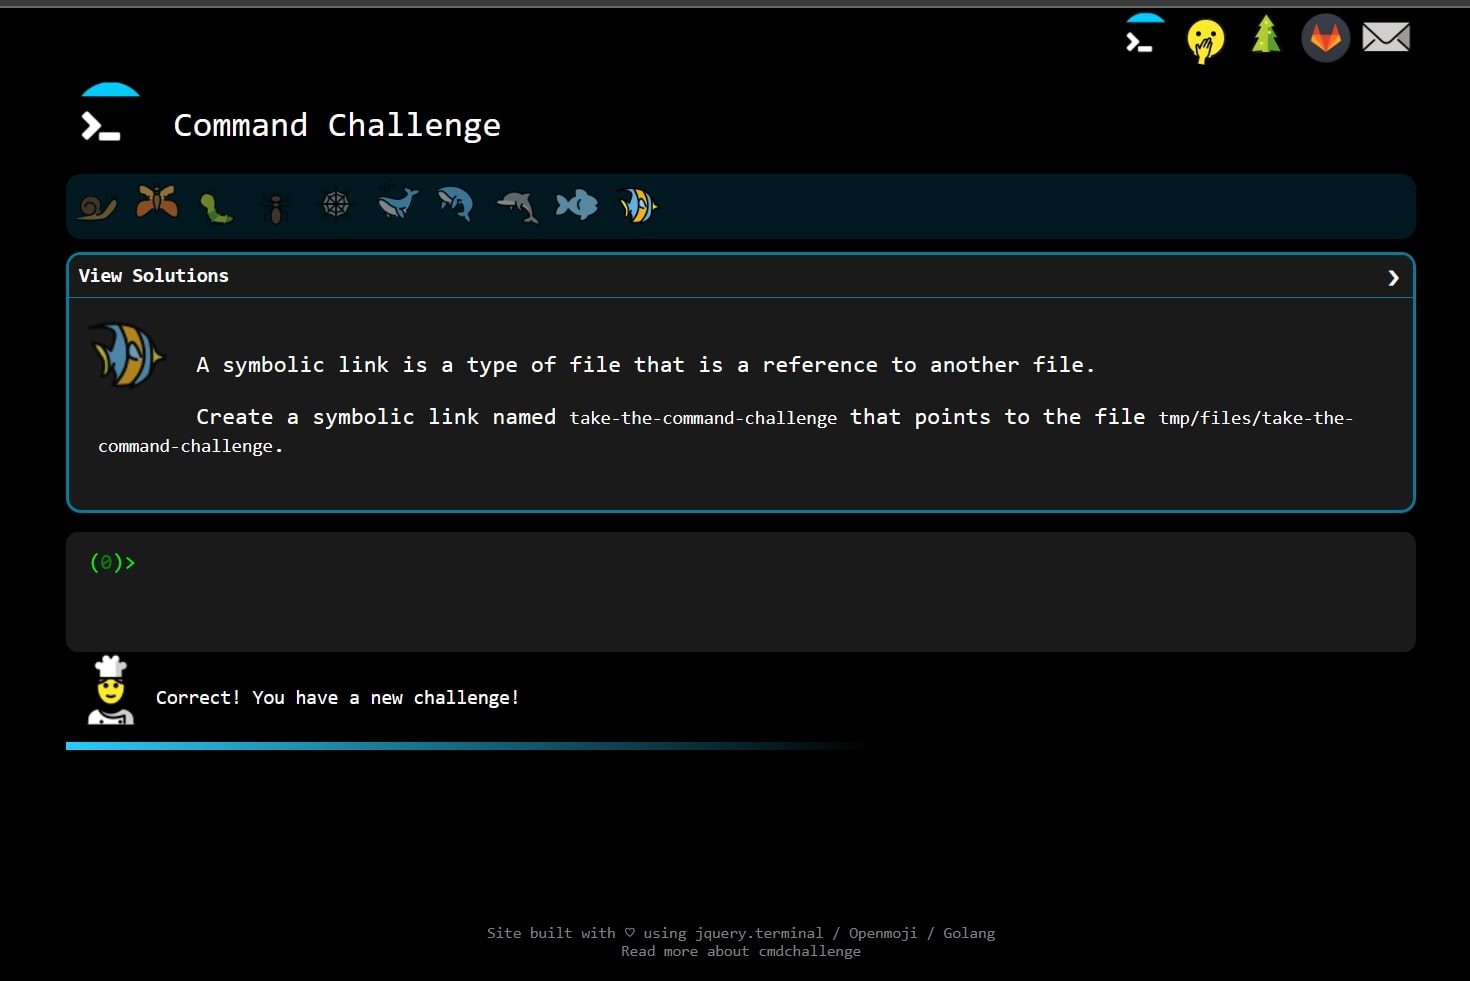 Command Challenge
View Solutions
A symbolic link is a type of file that is a reference to another file.
Create a symbolic link named take-the-command-challenge that points to the file tmp/files/take-the-
command-challenge.
(0)>
Correct! You have a new challenge!
Site built with ♡ using jquery.terminal / Openmoji / Golang
Read more about cmdchallenge